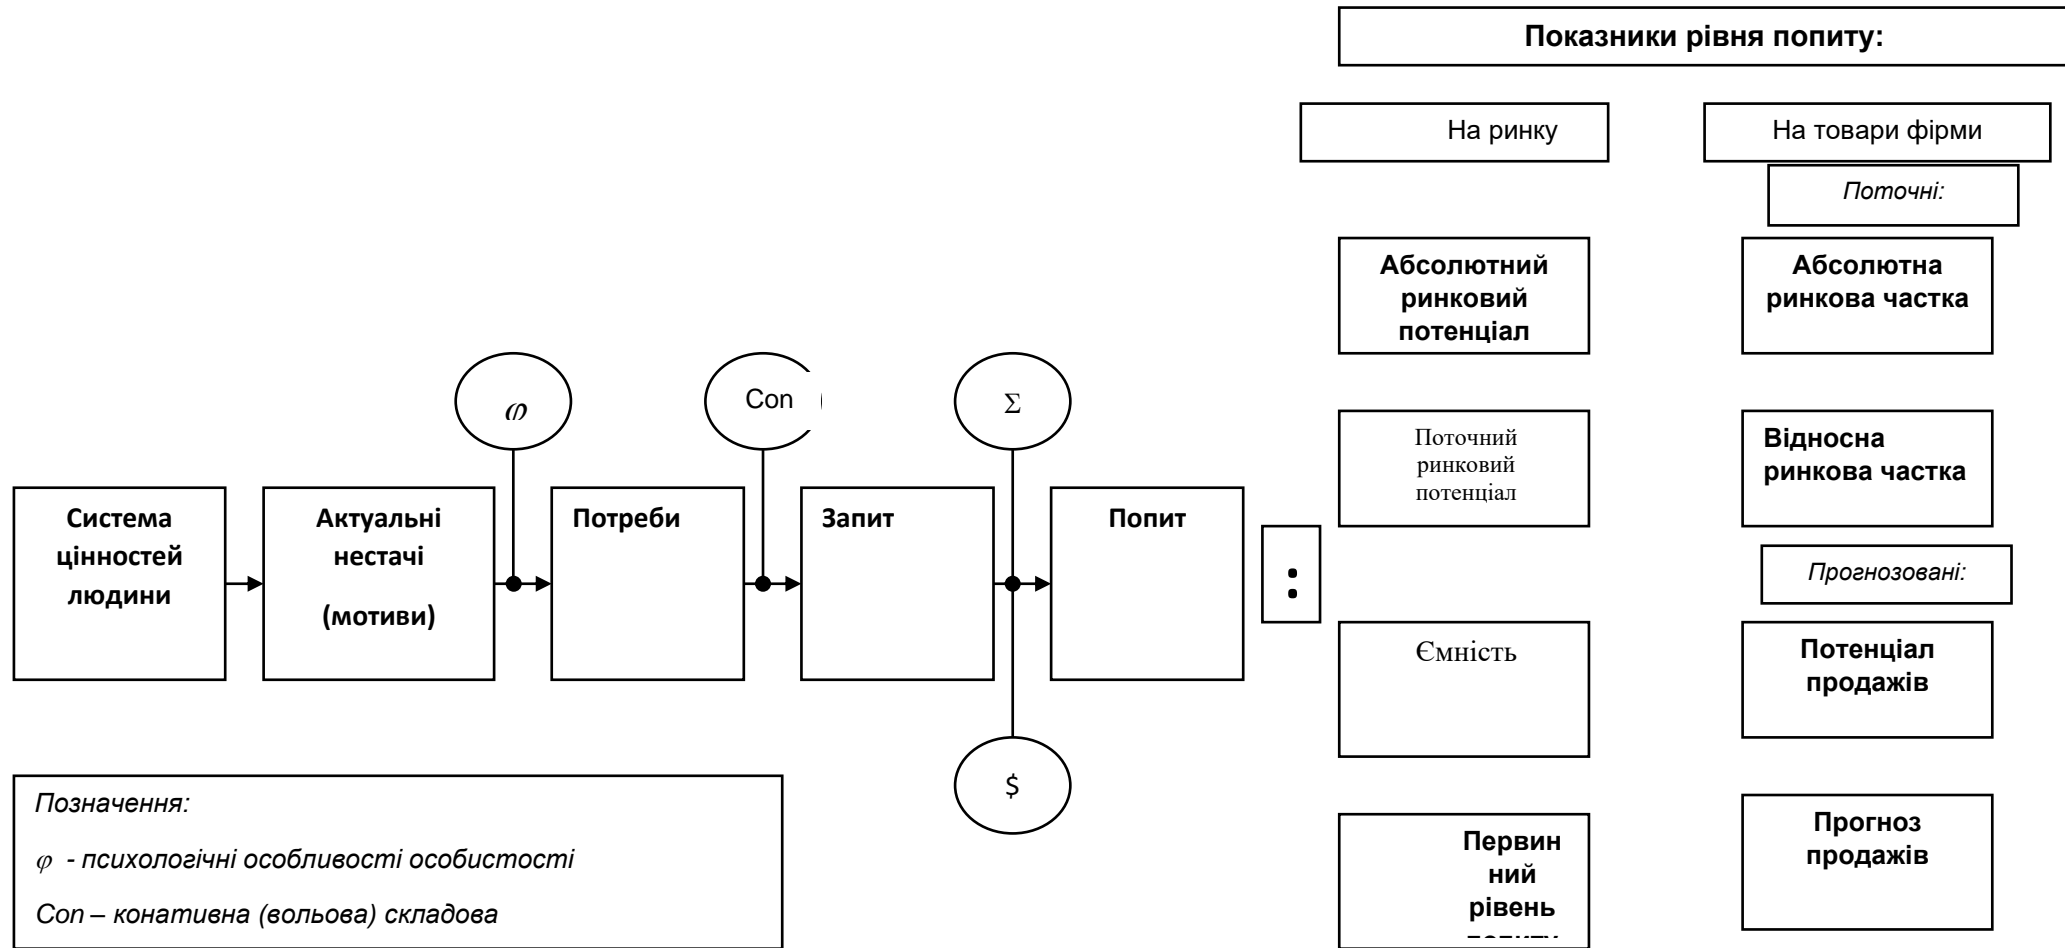 Показники рівня попиту:
На ринку
На товари фірми
Поточні:
Абсолютний
ринковий
потенціал
Абсолютна
ринкова частка
φ
Con
Σ
Поточний
ринковий
потенціал
Відносна
ринкова частка
Система
цінностей
людини
Актуальні
нестачі
(мотиви)
Потреби
Запит
Попит
:
Прогнозовані:
Ємність
Потенціал
продажів
$
Позначення:
φ - психологічні особливості особистості
Con – конативна (вольова) складова
Первин
ний
рівень
Прогноз
продажів